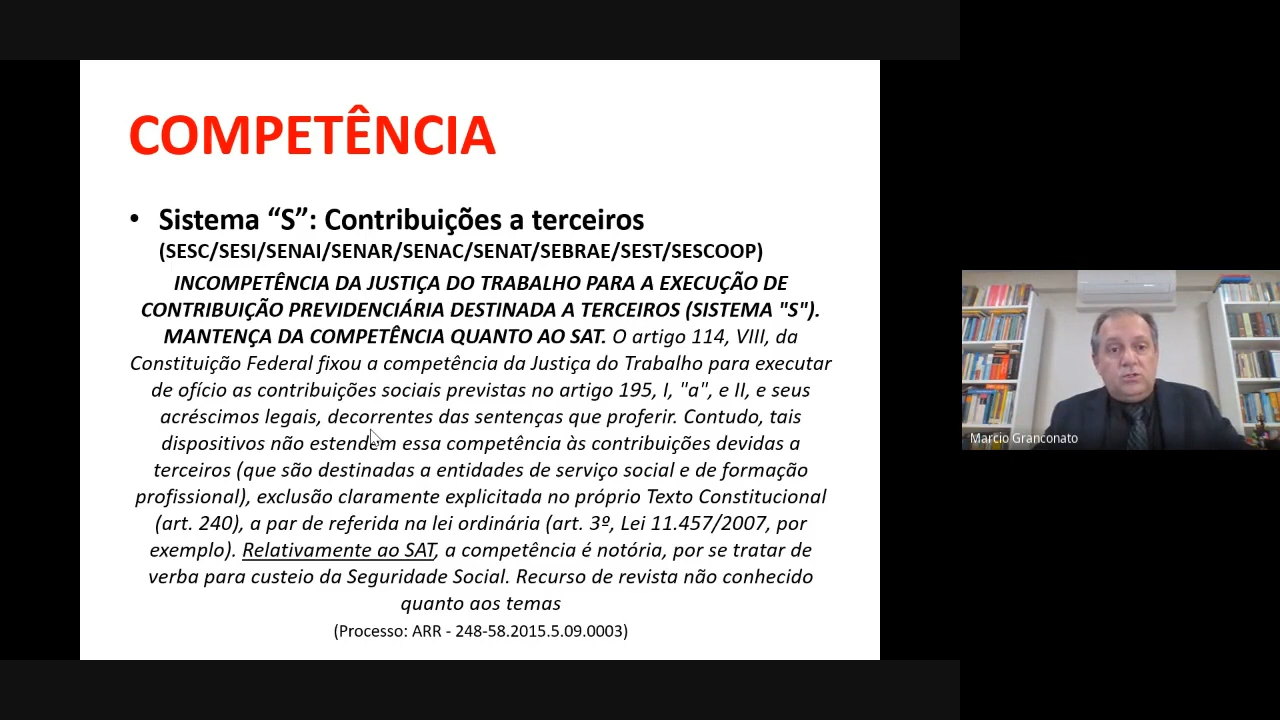 COMPETÊNCIA
• Sistema “S”: Contribuições a terceiros
(SESC/SESI/SENAI/SENAR/SENAC/SENAT/SEBRAE/SEST/SESCOOP)
INCOMPETÊNCIA DA JUSTIÇA DO TRABALHO PARA A EXECUÇÃO DE
CONTRIBUIÇÃO PREVIDENCIÁRIA DESTINADA A TERCEIROS (SISTEMA "S").
MANTENÇA DA COMPETÊNCIA QUANTO AO SAT. O artigo 114, VIII, da
Constituição Federal fixou a competência da Justiça do Trabalho para executar
de ofício as contribuições sociais previstas no artigo 195, I, "a", e II, e seus
acréscimos legais, decorrentes das sentenças que proferir. Contudo, tais
dispositivos não estendem essa competência às contribuições devidas a
terceiros (que são destinadas a entidades de serviço social e de formação
profissional), exclusão claramente explicitada no próprio Texto Constitucional
(art. 240), a par de referida na lei ordinária (art. 3º, Lei 11.457/2007, por
exemplo). Relativamente ao SAT, a competência é notória, por se tratar de
verba para custeio da Seguridade Social. Recurso de revista não conhecido
quanto aos temas
(Processo: ARR - 248-58.2015.5.09.0003)
Marcio Granconato